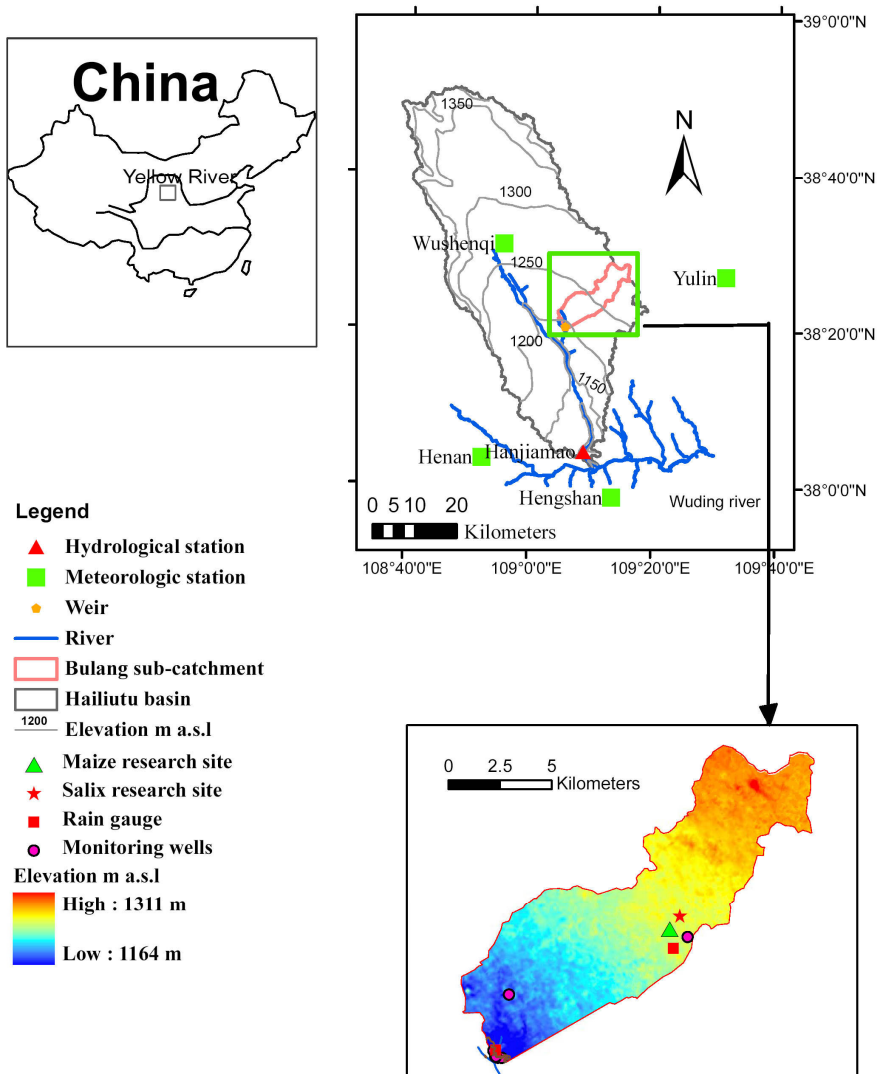 China
Yellow River
39°0'0"N
1350
N
38°40'0"N
1300
Wushenqi
1250
Yulin
38°20'0"N
1200
1150
Henan
Hanjiamao
Hengshan
Wuding river
38°0'0"N
0 5 10 20
Kilometers
108°40'0"E 109°0'0"E 109°20'0"E 109°40'0"E
Legend
Hydrological station
Meteorologic station
Weir
River
Bulang sub-catchment
Hailiutu basin
1200
Elevation m a.s.l
Maize research site
Salix research site
Rain gauge
Monitoring wells
Elevation m a.s.l
High : 1311 m
Low : 1164 m
0 2.5 5
Kilometers